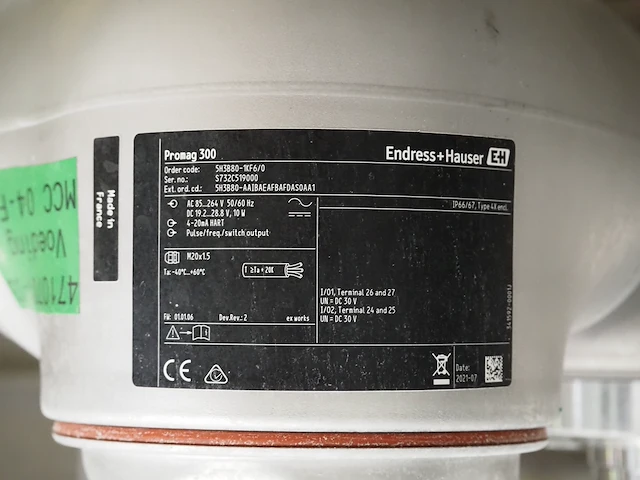 Promag 300
Endress+Hauser EH
Order code: 5H3B80-1KF6/0
Ser.no.: S732C519000
Ext. ord. cd.: 5H3B80-AAIBAEAFBAFDAS0AA1
IP66/67, Type 4X encl.
AC 85...264 V 50/60 Hz
DC 19.2...28.8 V, 10 W
4-20mA HART
Pulse/freq./switch output
M20x1.5
Ta: -40°C...+60°C
T ≥Ta + 20K
I/O1, Terminal 26 and 27
UN = DC 30 V
I/O2, Terminal 24 and 25
UN = DC 30 V
FW: 01.01.06 Dev.Rev.: 2 ex works
CE
Date:
2021-07
Made in
France
MCC 04-F
Voeding